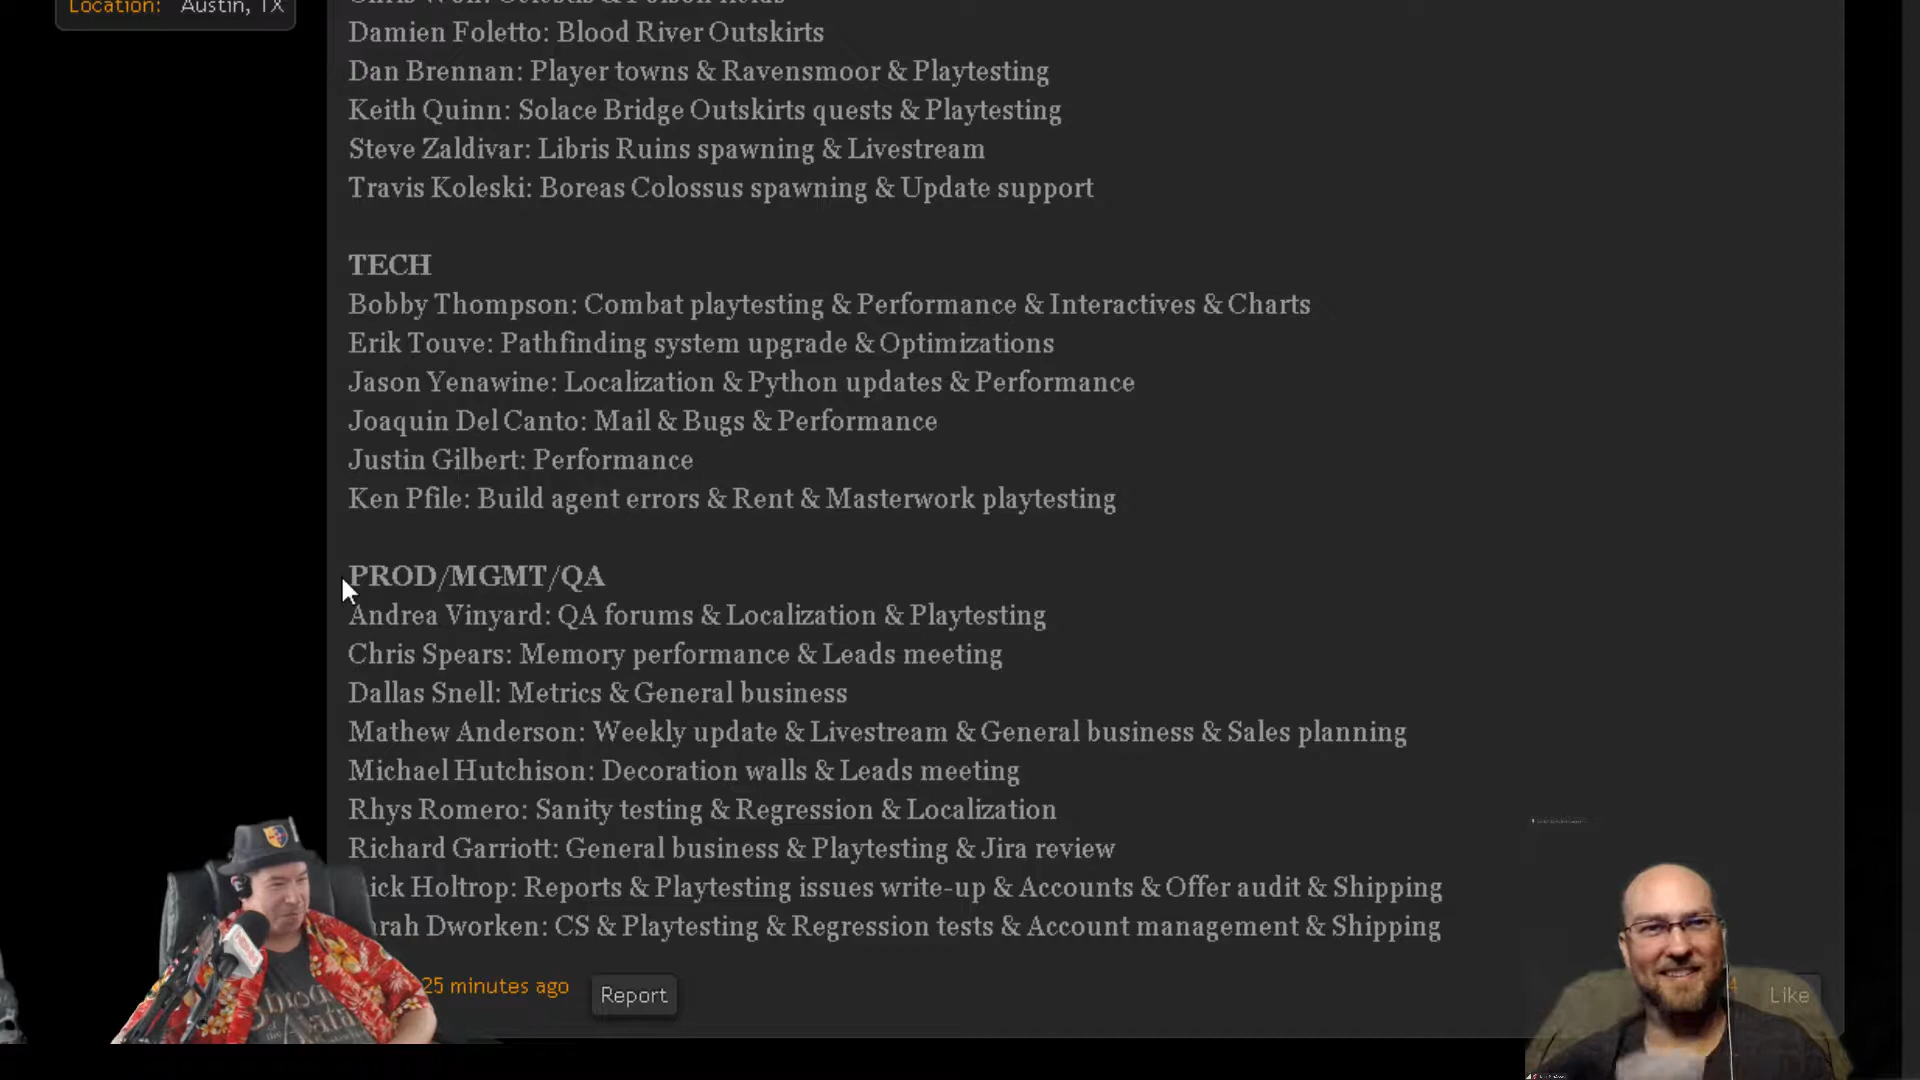 Location: Austin, TX
Damien Foletto: Blood River Outskirts
Dan Brennan: Player towns & Ravensmoor & Playtesting
Keith Quinn: Solace Bridge Outskirts quests & Playtesting
Steve Zaldivar: Libris Ruins spawning & Livestream
Travis Koleski: Boreas Colossus spawning & Update support
TECH
Bobby Thompson: Combat playtesting & Performance & Interactives & Charts
Erik Touve: Pathfinding system upgrade & Optimizations
Jason Yenawine: Localization & Python updates & Performance
Joaquin Del Canto: Mail & Bugs & Performance
Justin Gilbert: Performance
Ken Pfile: Build agent errors & Rent & Masterwork playtesting
PROD/MGMT/QA
Andrea Vinyard: QA forums & Localization & Playtesting
Chris Spears: Memory performance & Leads meeting
Dallas Snell: Metrics & General business
Mathew Anderson: Weekly update & Livestream & General business & Sales planning
Michael Hutchison: Decoration walls & Leads meeting
Rhys Romero: Sanity testing & Regression & Localization
Richard Garriott: General business & Playtesting & Jira review
ick Holtrop: Reports & Playtesting issues write-up & Accounts & Offer audit & Shipping
arah Dworken: CS & Playtesting & Regression tests & Account management & Shipping
25 minutes ago Report Like